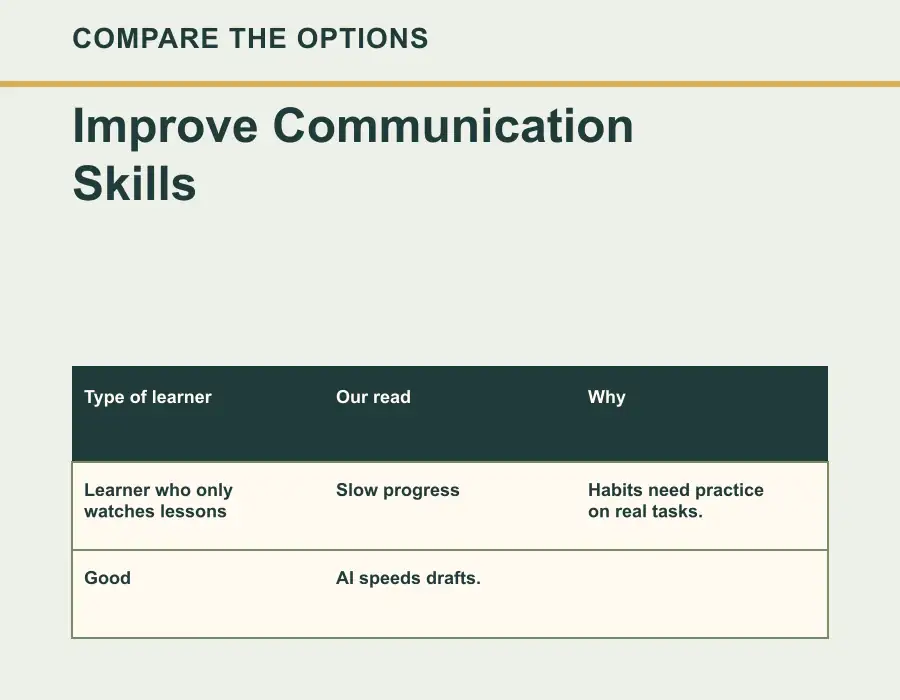 COMPARE THE OPTIONS
Improve Communication
Skills
Type of learner Our read Why
Learner who only Slow progress Habits need practice
watches lessons on real tasks.
Good AI speeds drafts.